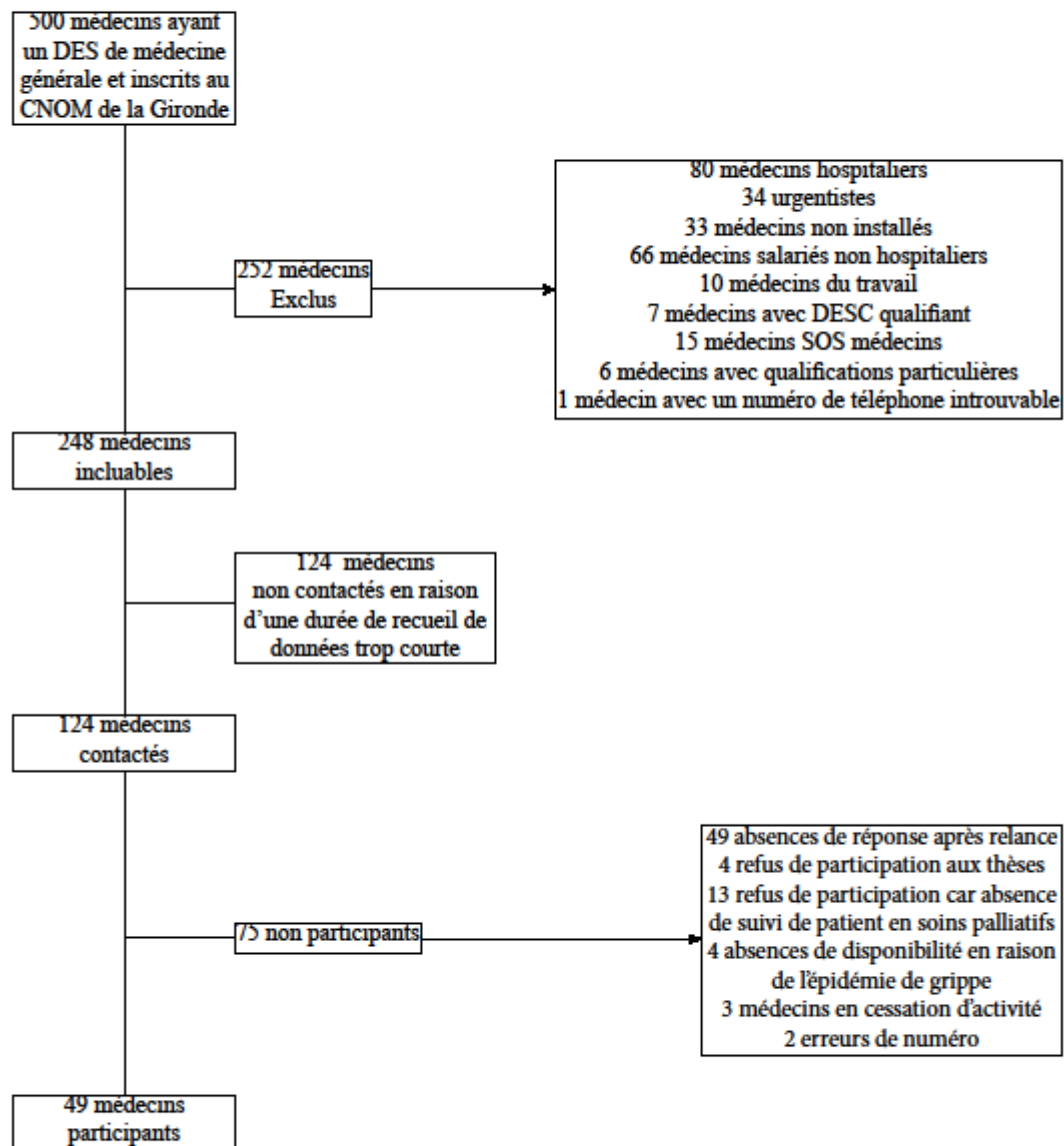 500 médecins ayant
un DES de médecine
générale et inscrits au
CNOM de la Gironde
80 médecins hospitaliers
34 urgentistes
33 médecins non installés
66 médecins salariés non hospitaliers
10 médecins du travail
7 médecins avec DESC qualifiant
15 médecins SOS médecins
6 médecins avec qualifications particulières
1 médecin avec un numéro de téléphone introuvable
252 médecins
Exclus
248 médecins
incluables
124 médecins
non contactés en raison
d’une durée de recueil de
données trop courte
124 médecins
contactés
49 absences de réponse après relance
4 refus de participation aux thèses
13 refus de participation car absence
de suivi de patient en soins palliatifs
4 absences de disponibilité en raison
de l'épidémie de grippe
3 médecins en cessation d'activité
2 erreurs de numéro
75 non participants
49 médecins
participants